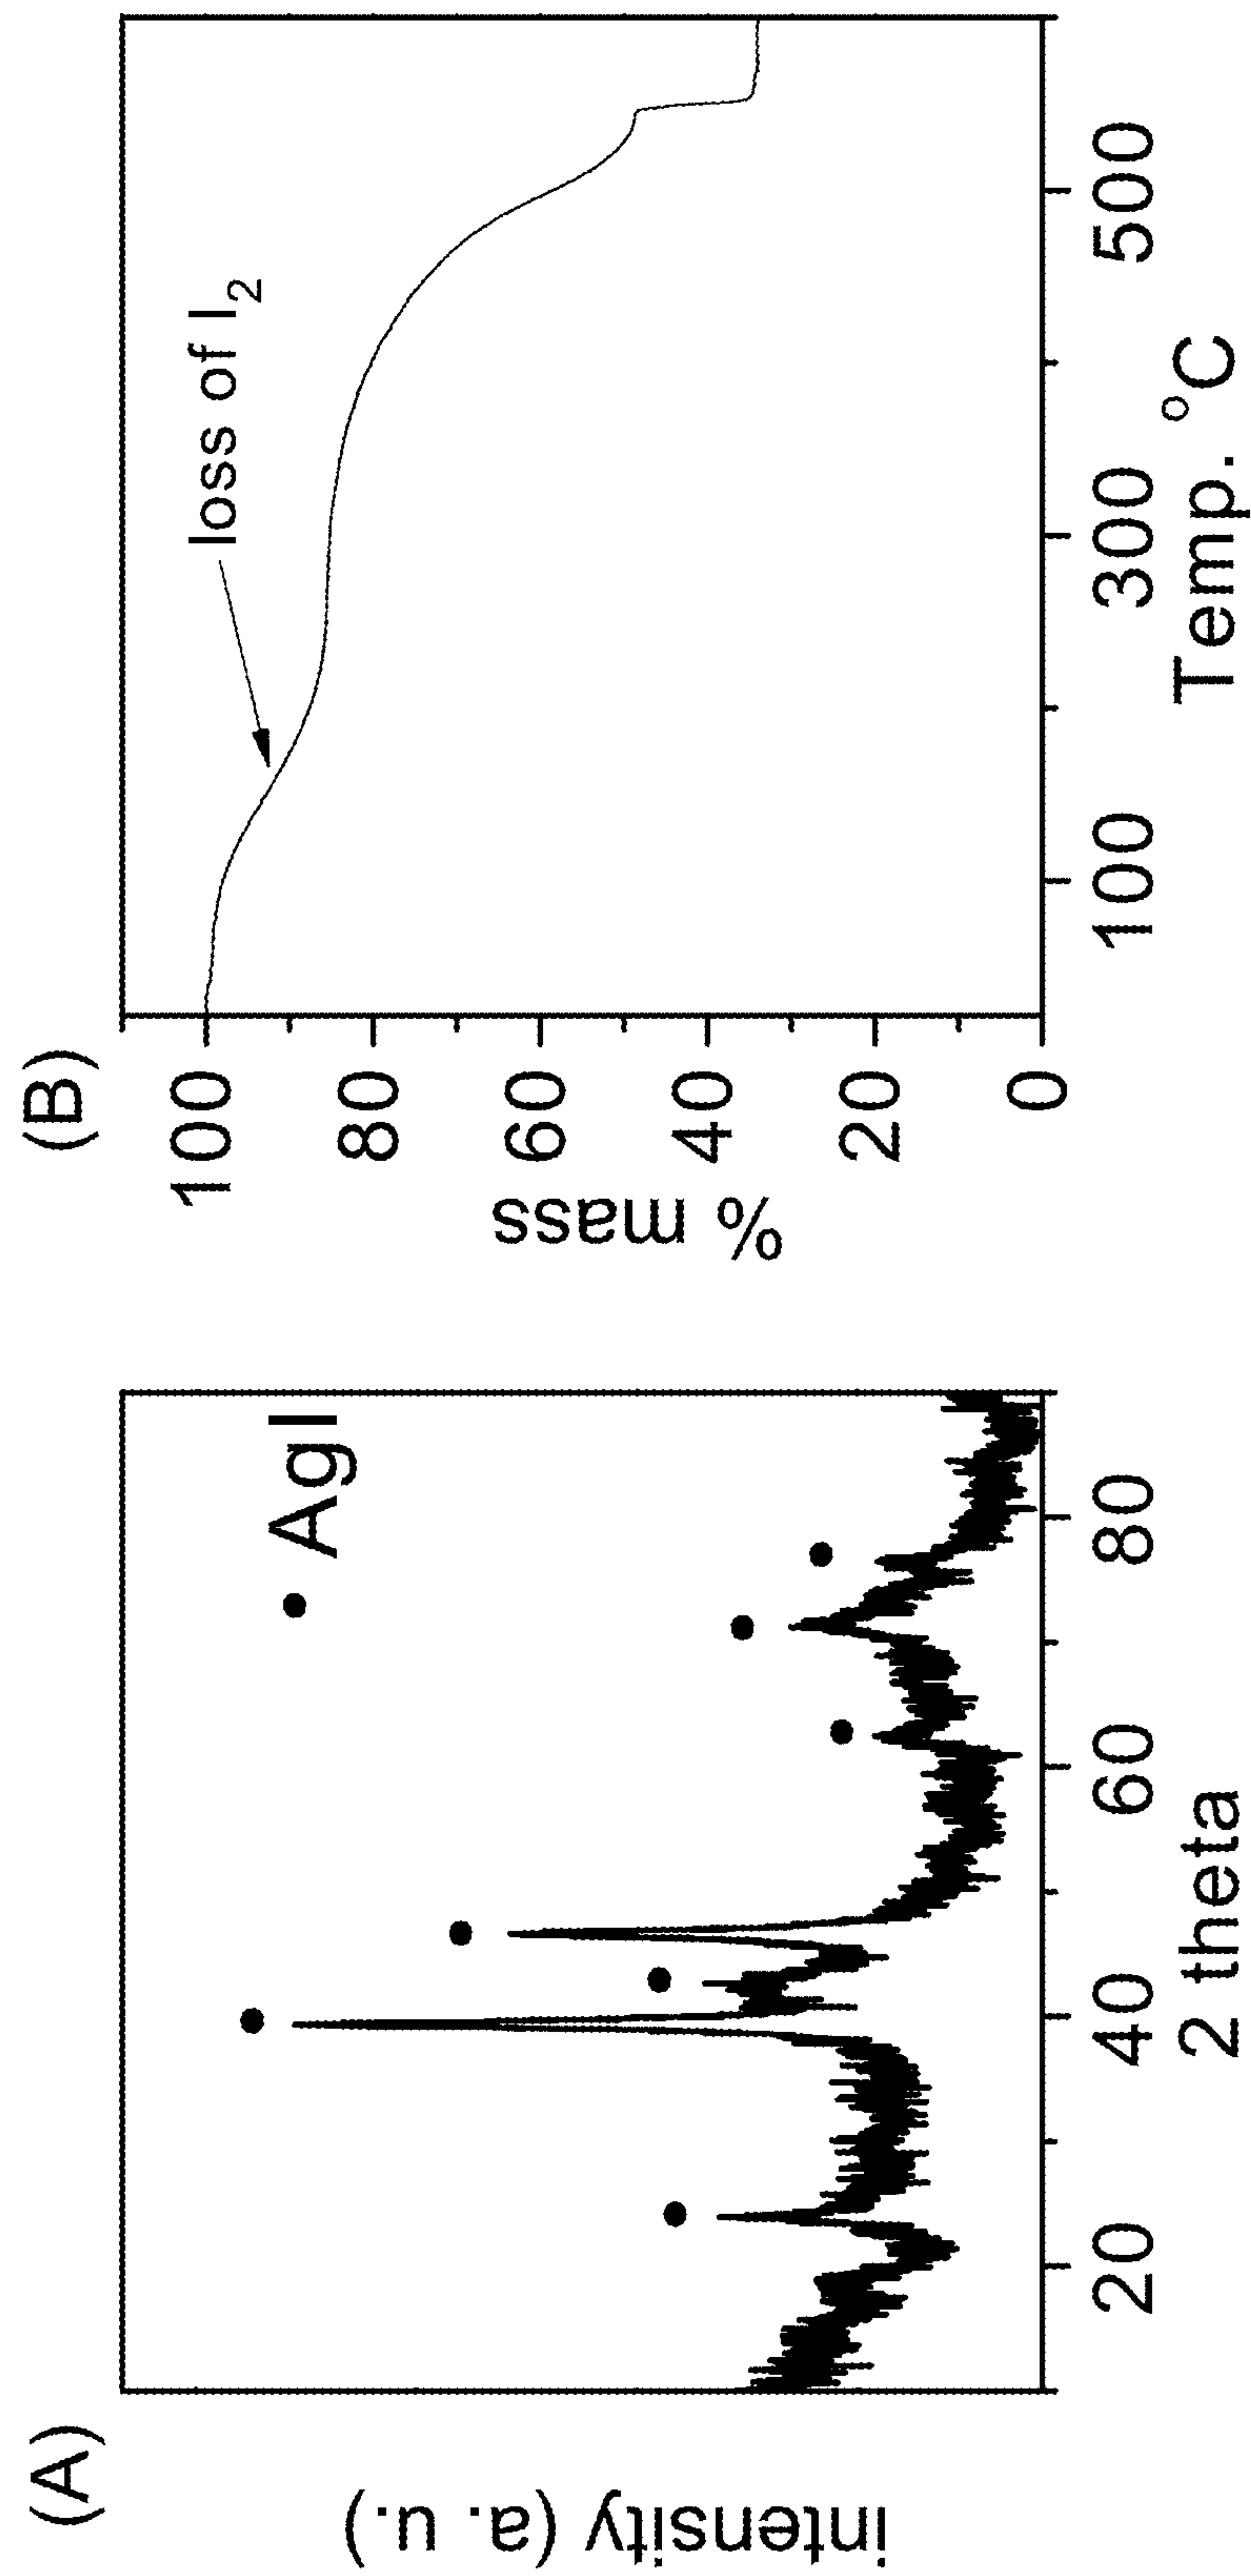 (A)
intensity (a. u.)
AgI
20
40
60
80
2 theta
(B)
% mass
100
80
60
40
20
0
loss of I₂
100
300
500
Temp. °C